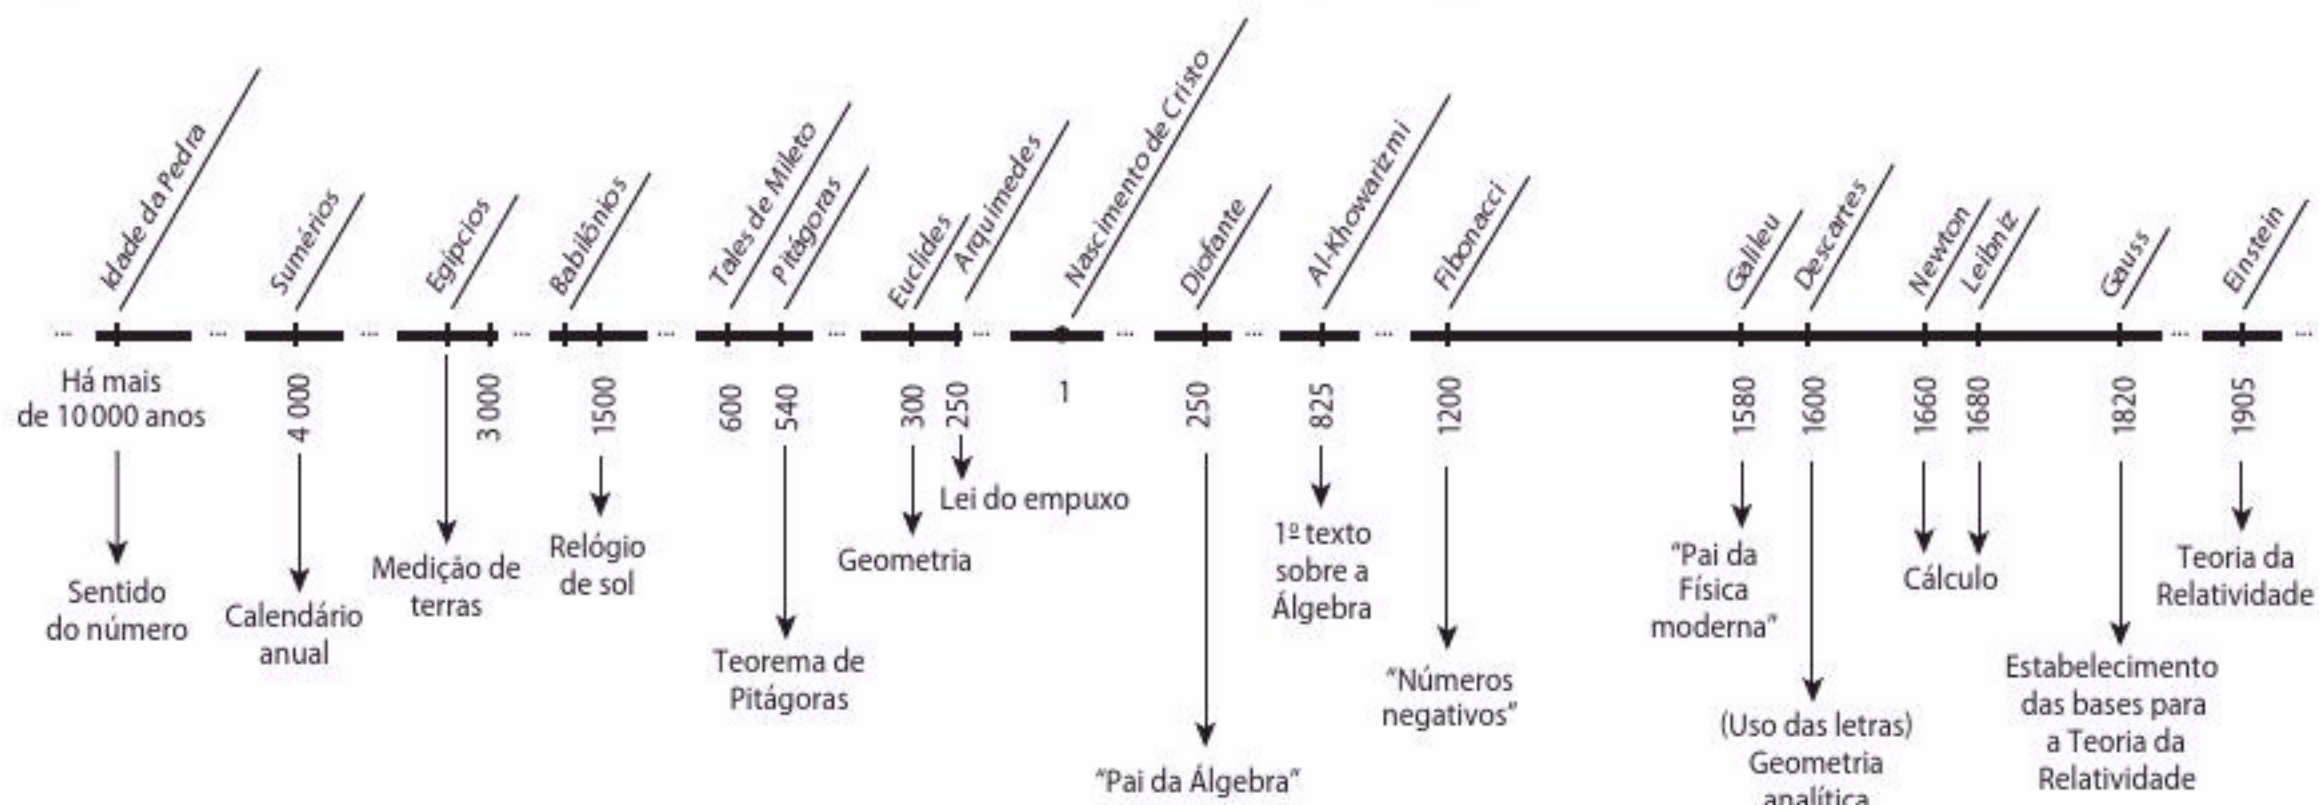 Idade da Pedra
Sumérios
Egípcios
Babilônios
Tales de Mileto
Pitágoras
Euclides
Arquimedes
Nascimento de Cristo
Diofante
Al-Khowarizmi
Fibonacci
Galileu
Descartes
Newton
Leibniz
Gauss
Einstein
... ... ... ... ... ... ... ... ... ... ... ...
Há mais
de 10 000 anos
4 000
3 000
1500
600
540
300
250
1
250
825
1200
1580
1600
1660
1680
1820
1905
Sentido
do número
Calendário
anual
Medição de
terras
Relógio
de sol
Teorema de
Pitágoras
Geometria
Lei do empuxo
"Pai da Álgebra"
1º texto
sobre a
Álgebra
"Números
negativos"
"Pai da
Física
moderna"
(Uso das letras)
Geometria
analítica
Cálculo
Estabelecimento
das bases para
a Teoria da
Relatividade
Teoria da
Relatividade